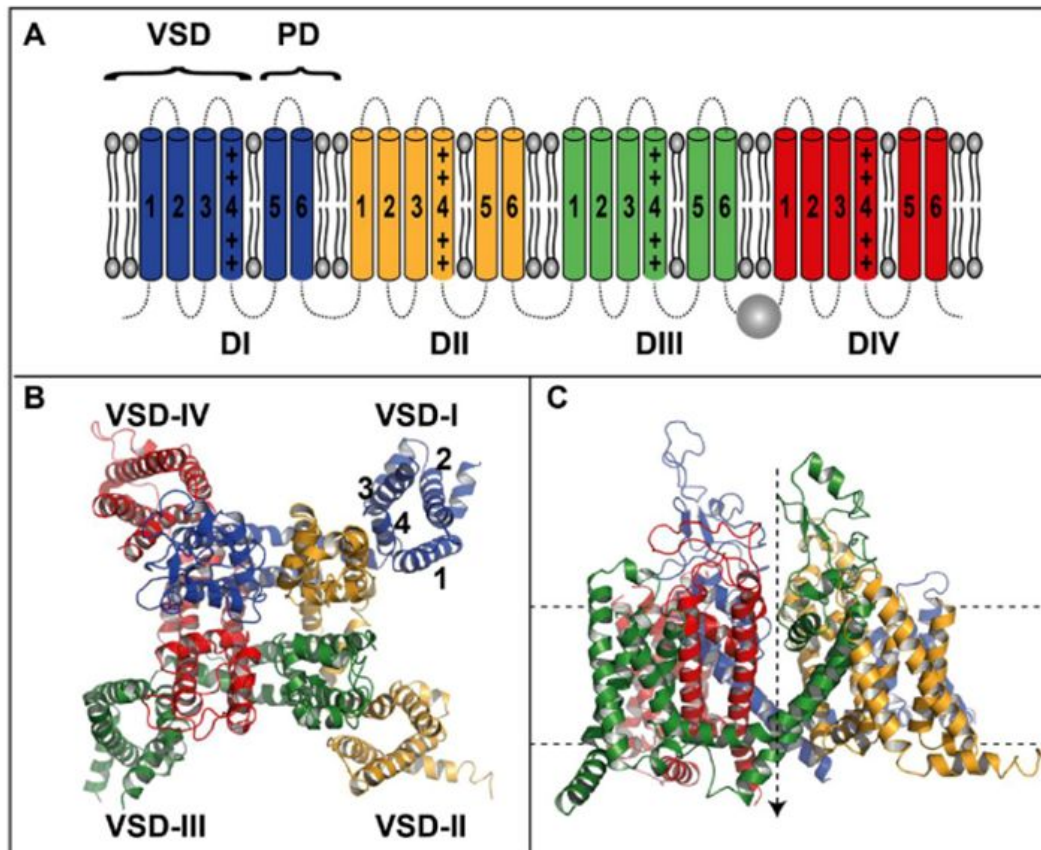 A
VSD PD
+ + + +
+ + + +
1 2 3 4 5 6 1 2 3 4 5 6 1 2 3 4 5 6 1 2 3 4 5 6
+ + + +
+ + + +
DI DII DIII DIV
B
VSD-IV VSD-I
2
3
4
1
VSD-III VSD-II
C